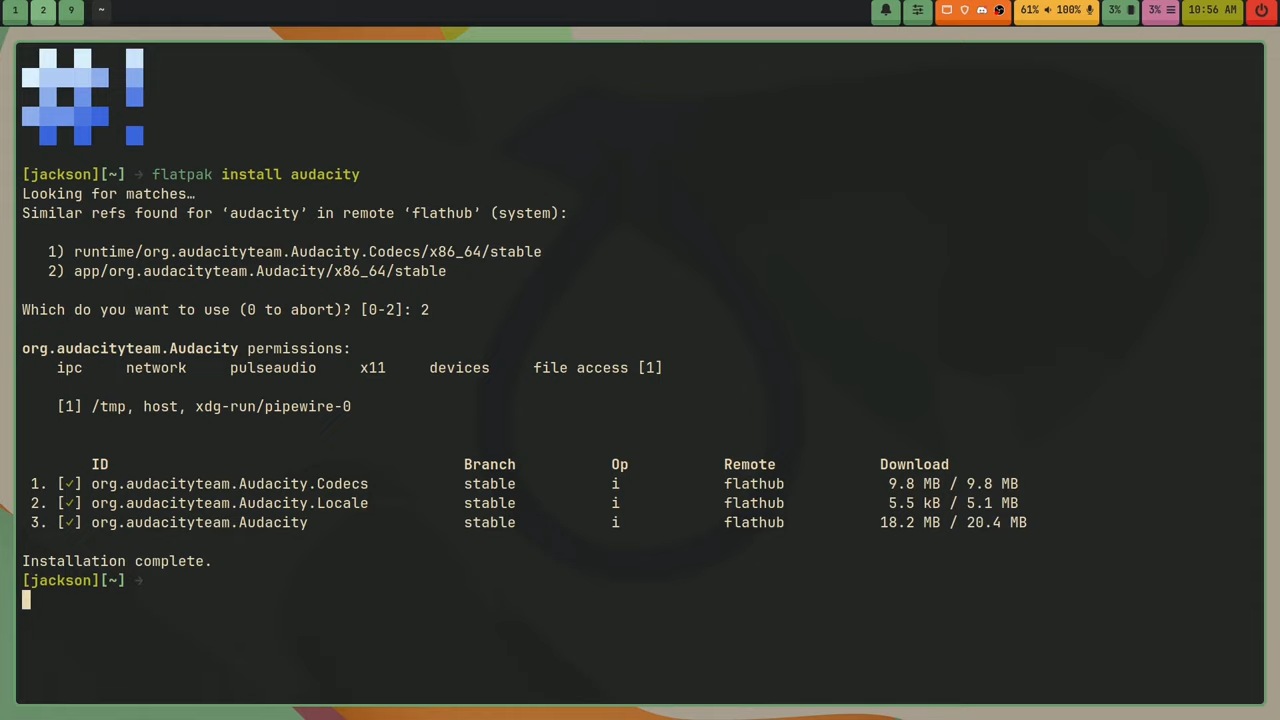 1 2 9 ~ 61% 100% 3% 3% 10:56 AM
#!
[jackson][~] → flatpak install audacity
Looking for matches…
Similar refs found for ‘audacity’ in remote ‘flathub’ (system):
1) runtime/org.audacityteam.Audacity.Codecs/x86_64/stable
2) app/org.audacityteam.Audacity/x86_64/stable
Which do you want to use (0 to abort)? [0-2]: 2
org.audacityteam.Audacity permissions:
ipc network pulseaudio x11 devices file access [1]
[1] /tmp, host, xdg-run/pipewire-0
ID Branch Op Remote Download
1. [✓] org.audacityteam.Audacity.Codecs stable i flathub 9.8 MB / 9.8 MB
2. [✓] org.audacityteam.Audacity.Locale stable i flathub 5.5 kB / 5.1 MB
3. [✓] org.audacityteam.Audacity stable i flathub 18.2 MB / 20.4 MB
Installation complete.
[jackson][~] →